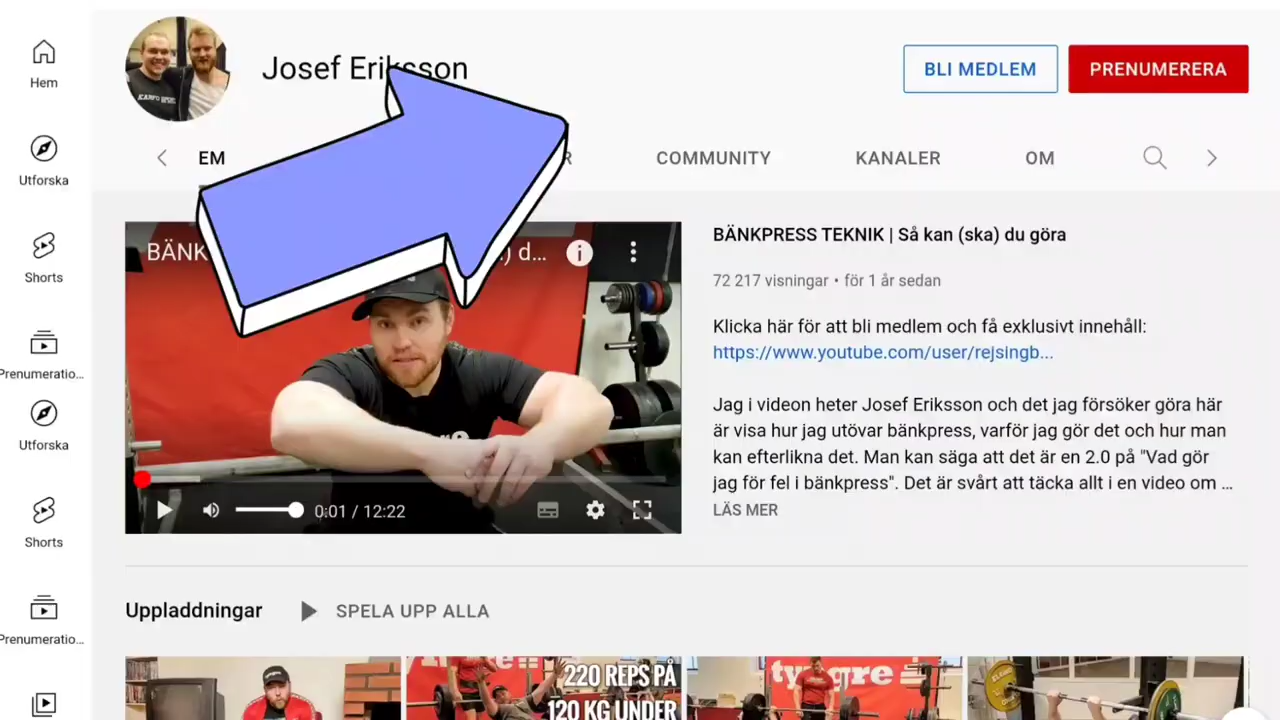 Hem
Utforska
Shorts
Prenumeratio...
Utforska
Shorts
Prenumeratio...
Josef Eriksson
BLI MEDLEM
PRENUMERERA
EM
COMMUNITY
KANALER
OM
BÄNK
) d...
0:01 / 12:22
BÄNKPRESS TEKNIK | Så kan (ska) du göra
72 217 visningar • för 1 år sedan
Klicka här för att bli medlem och få exklusivt innehåll:
https://www.youtube.com/user/rejsingb...
Jag i videon heter Josef Eriksson och det jag försöker göra här
är visa hur jag utövar bänkpress, varför jag gör det och hur man
kan efterlikna det. Man kan säga att det är en 2.0 på "Vad gör
jag för fel i bänkpress". Det är svårt att täcka allt i en video om ...
LÄS MER
Uppladdningar
SPELA UPP ALLA
220 REPS PÅ
120 KG UNDER
tyngre